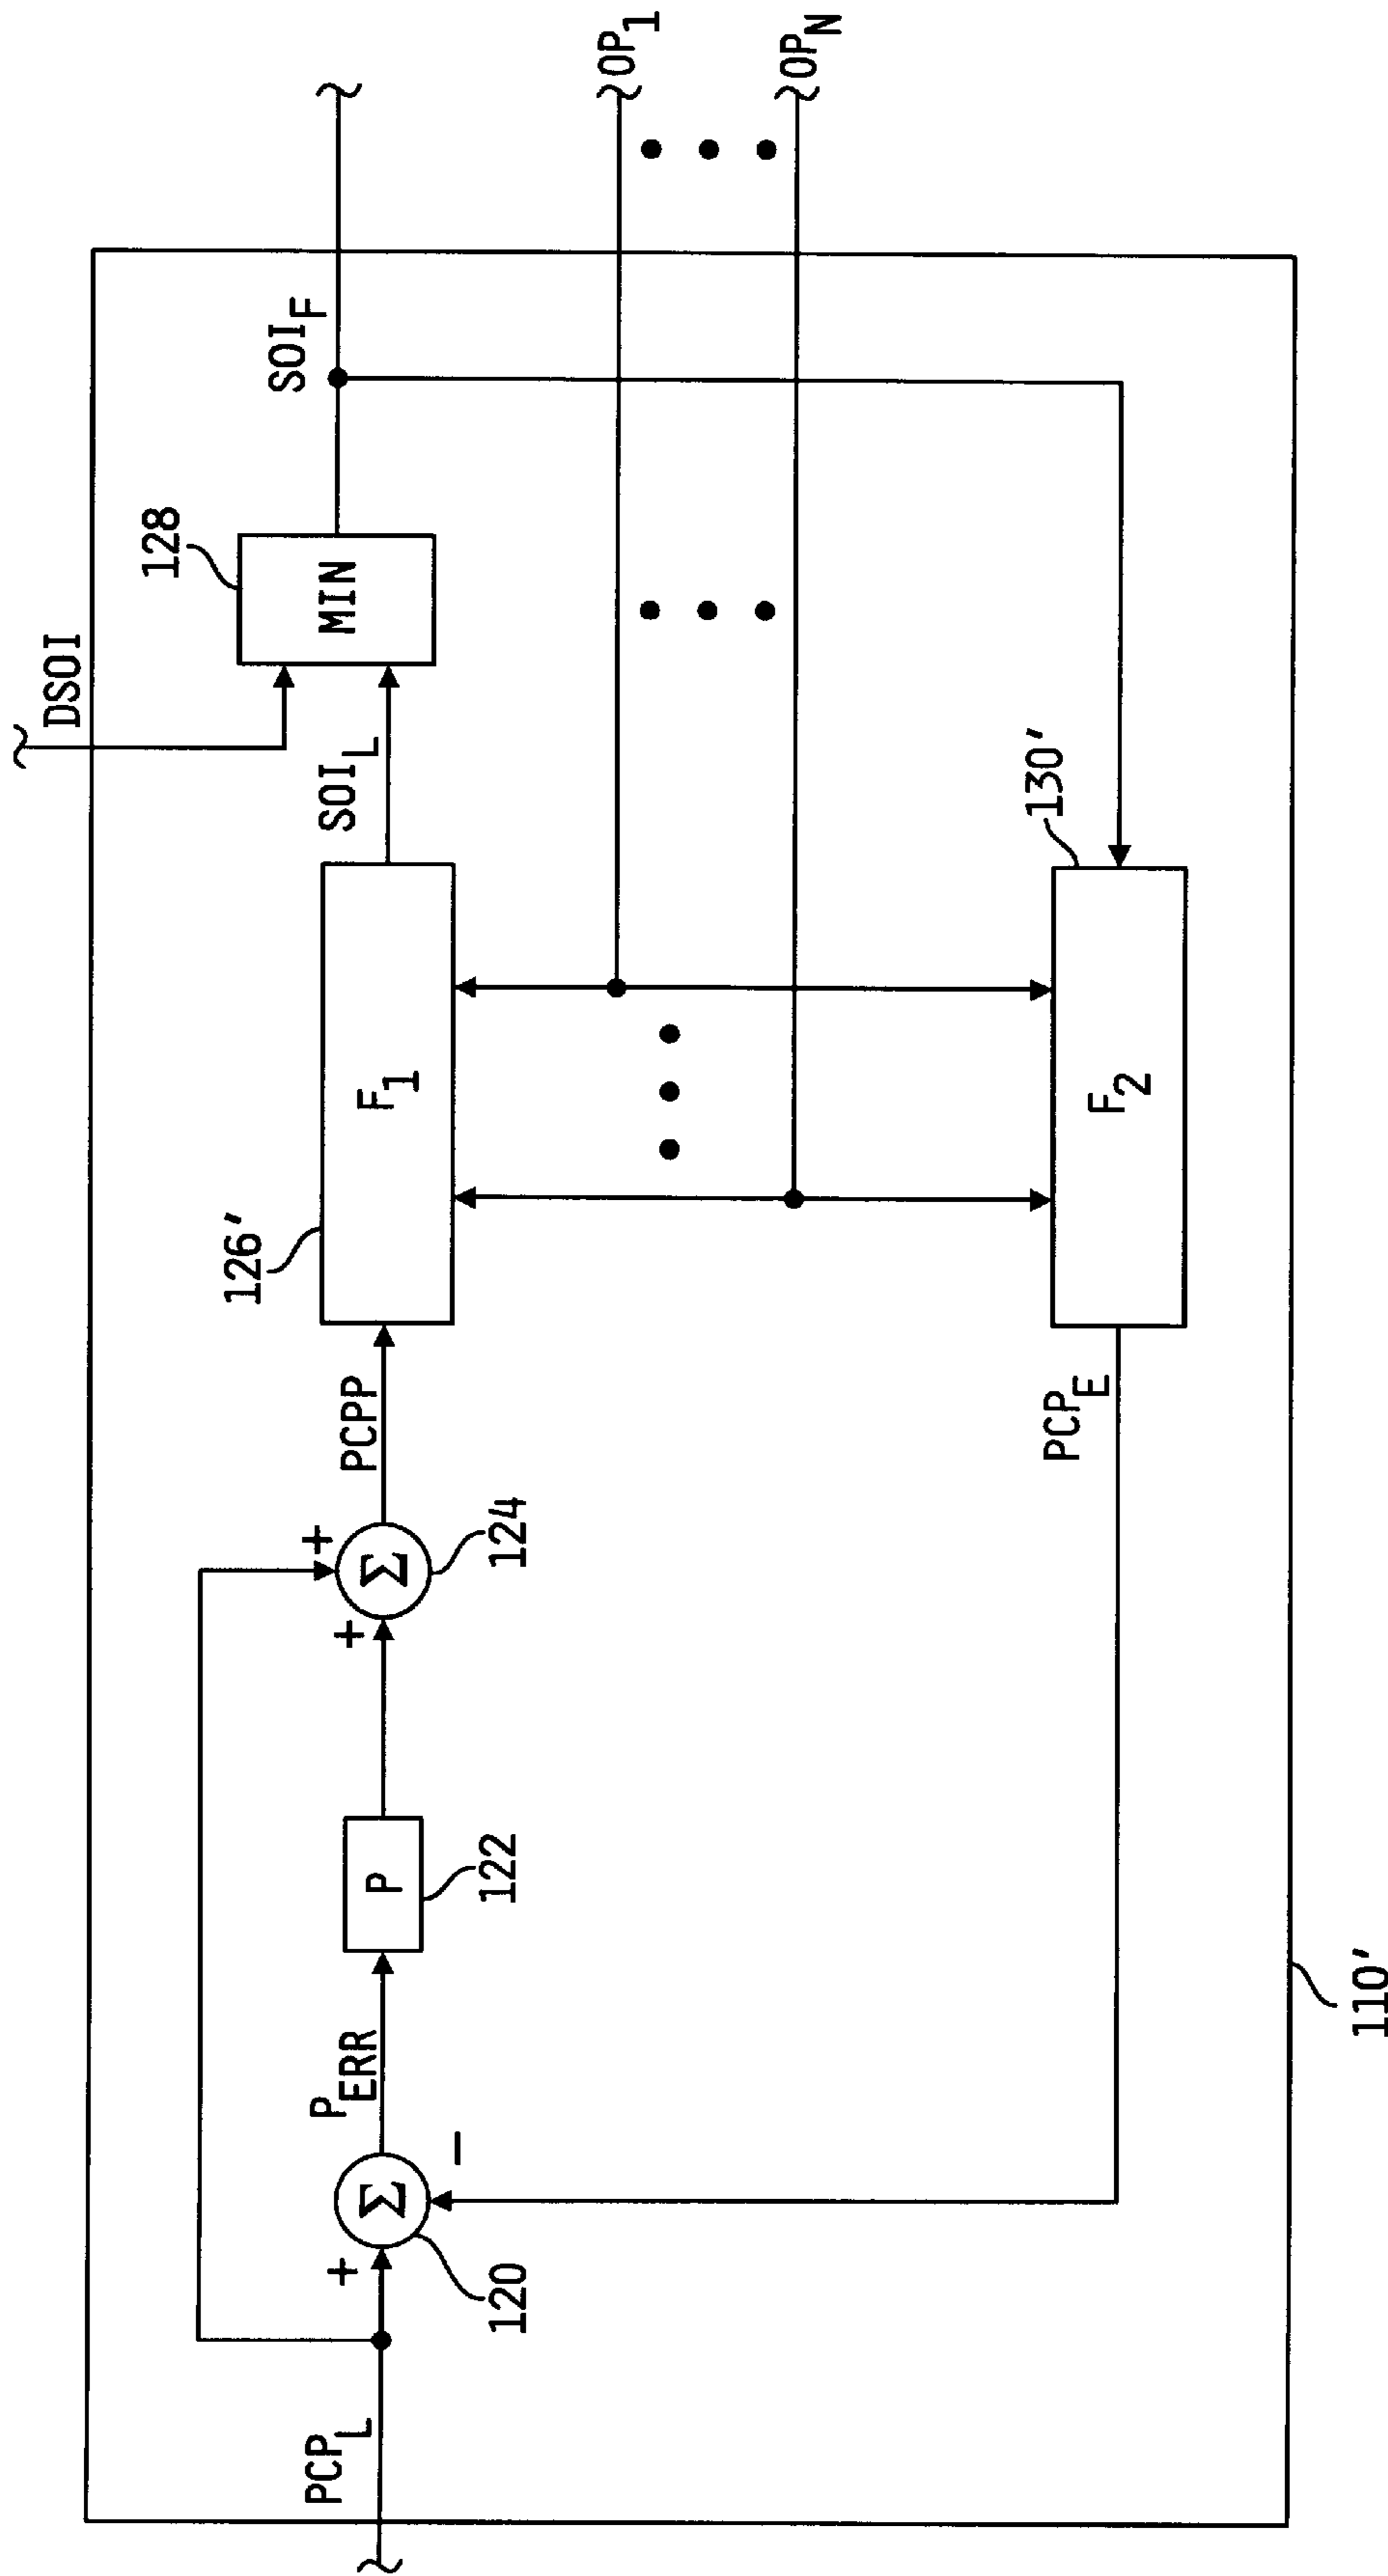 DSOI
128
MIN
SOI_F
SOI_L
OP_1
OP_N
126'
F_1
PCPP
+
+
Σ
124
P
122
P_ERR
+
−
Σ
120
PCP_L
130'
F_2
PCP_E
110'